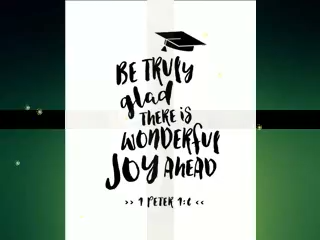 BE TRULY
glad
THERE IS
WONDERFUL
JOY AHEAD
>> 1 PETER 1:6 <<